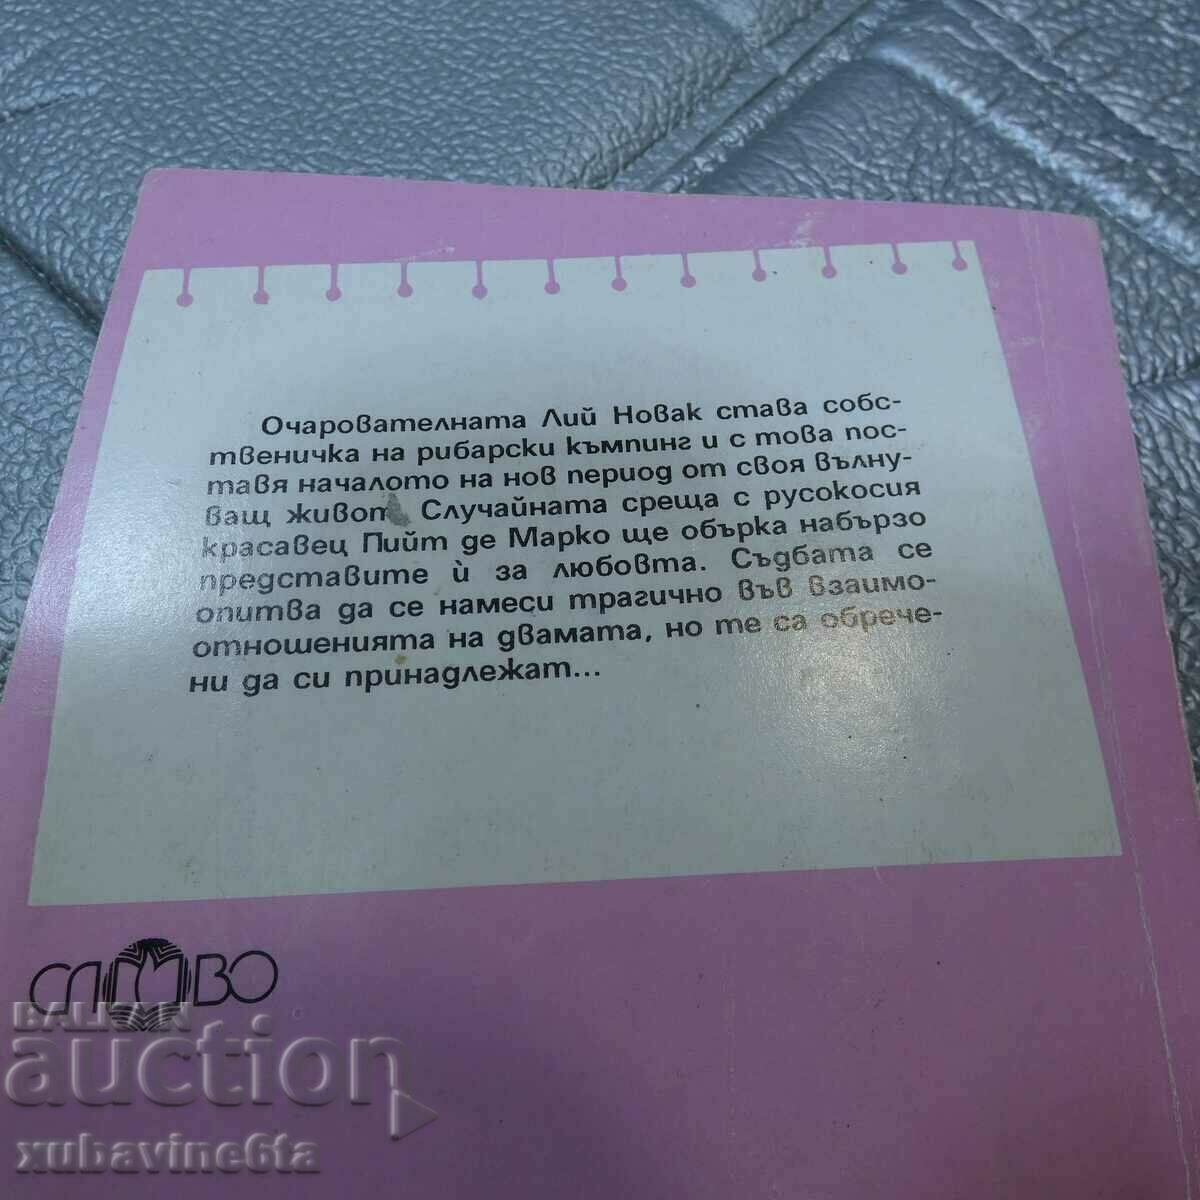 Очарователната Лий Новак става собс-
твеничка на рибарски къмпинг и с това пос-
тавя началото на нов период от своя вълну-
ващ живот. Случайната среща с русокосия
красавец Пийт де Марко ще обърка набързо
представите ѝ за любовта. Съдбата се
опитва да се намеси трагично във взаимо-
отношенията на двамата, но те са обрече-
ни да си принадлежат...
СЛОВО
BALKAN
auction
xubavine6ta